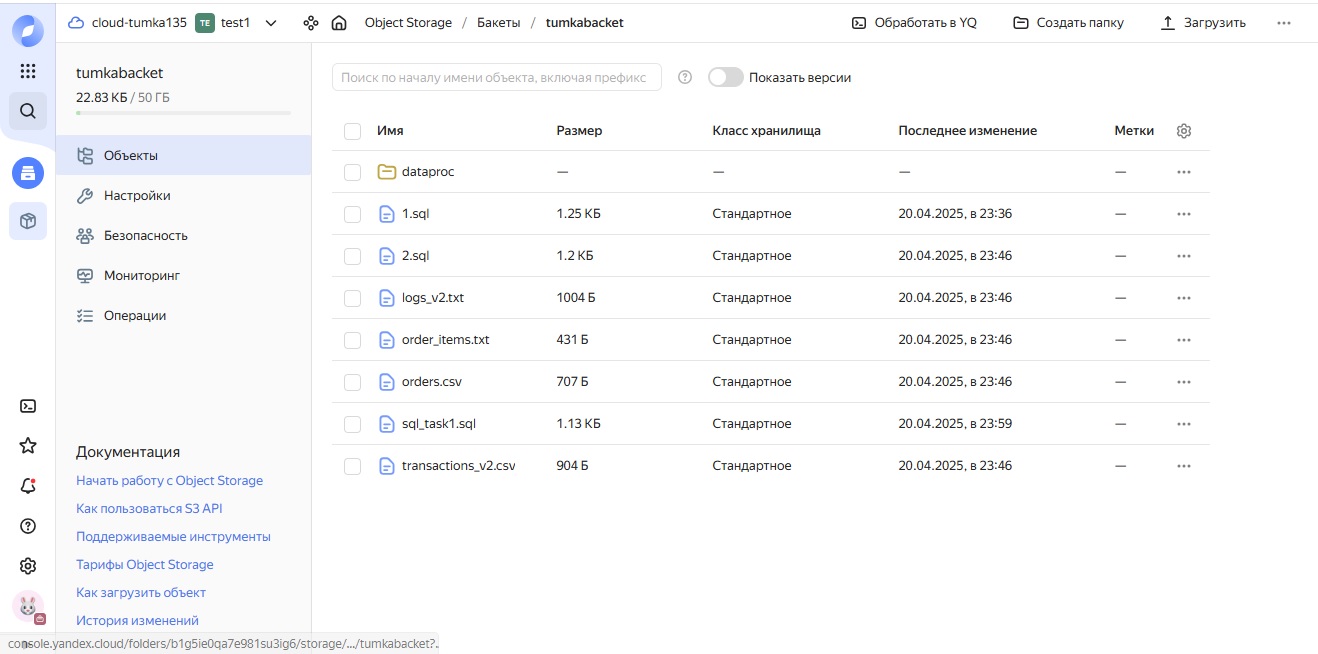 cloud-tumka135 TE test1 Object Storage / Бакеты / tumkabacket Обработать в YQ Создать папку Загрузить
tumkabacket
22.83 КБ / 50 ГБ
Объекты
Настройки
Безопасность
Мониторинг
Операции
Документация
Начать работу с Object Storage
Как пользоваться S3 API
Поддерживаемые инструменты
Тарифы Object Storage
Как загрузить объект
История изменений
console.yandex.cloud/folders/b1g5ie0qa7e981su3ig6/storage/.../tumkabacket?..
Поиск по началу имени объекта, включая префикс Показать версии
Имя Размер Класс хранилища Последнее изменение Метки
dataproc — — — —
1.sql 1.25 КБ Стандартное 20.04.2025, в 23:36 —
2.sql 1.2 КБ Стандартное 20.04.2025, в 23:46 —
logs_v2.txt 1004 Б Стандартное 20.04.2025, в 23:46 —
order_items.txt 431 Б Стандартное 20.04.2025, в 23:46 —
orders.csv 707 Б Стандартное 20.04.2025, в 23:46 —
sql_task1.sql 1.13 КБ Стандартное 20.04.2025, в 23:59 —
transactions_v2.csv 904 Б Стандартное 20.04.2025, в 23:46 —